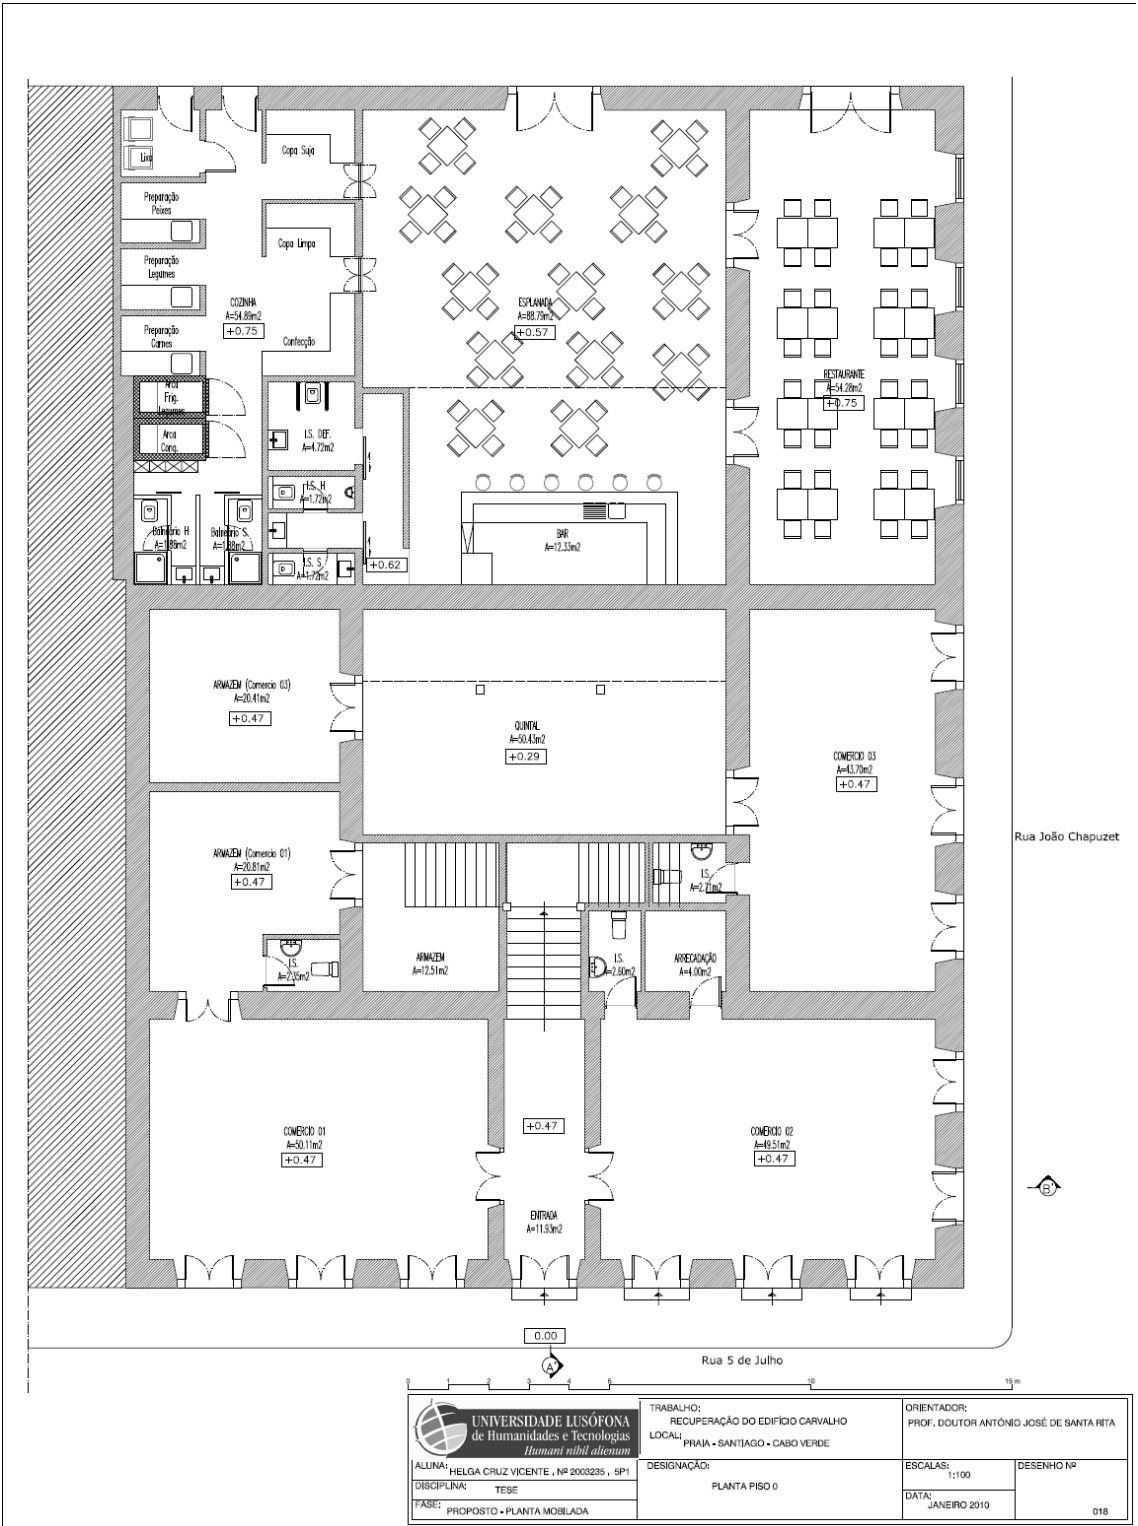 Lixo
Copa Suja
Preparação
Peixes
Copa Limpa
Preparação
Legumes
COZINHA
A=54.89m2
+0.75
Preparação
Carnes
Confecção
ESPLANADA
A=88.79m2
+0.57
RESTAURANTE
A=54.28m2
+0.75
Arca
Frig.
Legumes
Arca
Cong.
I.S. DEF.
A=4.72m2
I.S. H
A=1.72m2
Balneário H
A=1.88m2
Balneário S.
A=1.88m2
I.S. S
A=1.72m2
+0.62
BAR
A=12.33m2
ARMAZEM (Comercio 03)
A=20.41m2
+0.47
QUINTAL
A=50.43m2
+0.29
COMERCIO 03
A=43.70m2
+0.47
Rua João Chapuzet
ARMAZEM (Comercio 01)
A=20.81m2
+0.47
I.S.
A=2.71m2
I.S.
A=2.35m2
ARMAZEM
A=12.51m2
I.S.
A=2.60m2
ARRECADAÇÃO
A=4.00m2
COMERCIO 01
A=50.11m2
+0.47
+0.47
COMERCIO 02
A=49.51m2
+0.47
ENTRADA
A=11.93m2
B'
0.00
A'
Rua 5 de Julho
0 1 2 3 4 5 10 15 m
UNIVERSIDADE LUSÓFONA
de Humanidades e Tecnologias
Humani nihil alienum
TRABALHO:
RECUPERAÇÃO DO EDIFÍCIO CARVALHO
LOCAL:
PRAIA - SANTIAGO - CABO VERDE
ORIENTADOR:
PROF. DOUTOR ANTÓNIO JOSÉ DE SANTA RITA
ALUNA: HELGA CRUZ VICENTE , Nº 2003235 , 5P1
DISCIPLINA: TESE
FASE: PROPOSTO - PLANTA MOBILADA
DESIGNAÇÃO:
PLANTA PISO 0
ESCALAS:
1:100
DATA:
JANEIRO 2010
DESENHO Nº
018